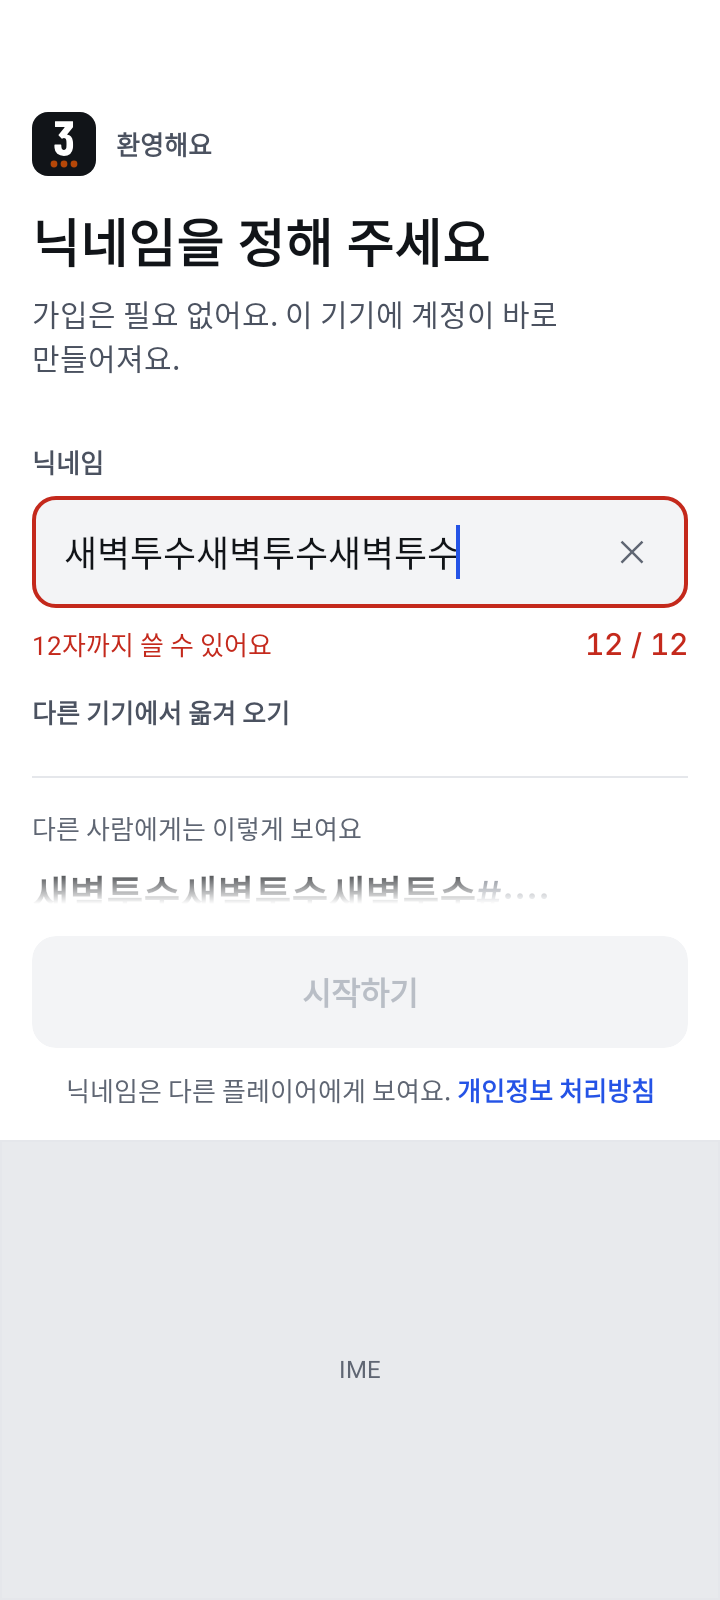 3
환영해요
닉네임을 정해 주세요
가입은 필요 없어요. 이 기기에 계정이 바로
만들어져요.
닉네임
새벽투수새벽투수새벽투수
12자까지 쓸 수 있어요
12 / 12
다른 기기에서 옮겨 오기
다른 사람에게는 이렇게 보여요
새벽투수새벽투수새벽투수#····
시작하기
닉네임은 다른 플레이어에게 보여요. 개인정보 처리방침
IME